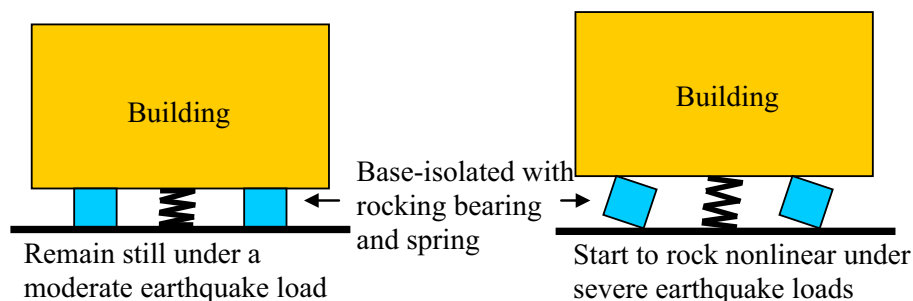 Building
Building
Base-isolated with
rocking bearing
and spring
Remain still under a
moderate earthquake load
Start to rock nonlinear under
severe earthquake loads